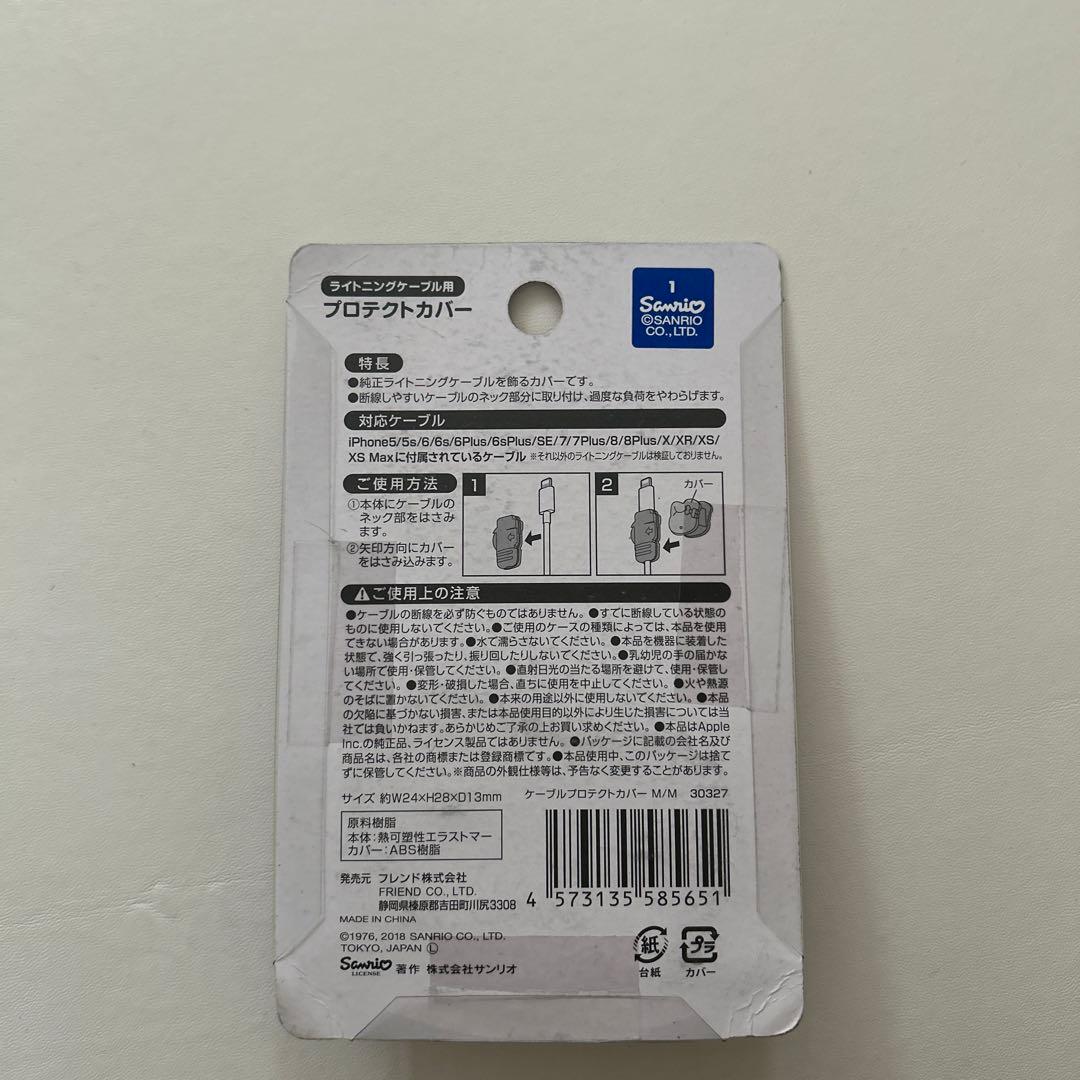 ライトニングケーブル用
プロテクトカバー
1
Sanrio
©SANRIO
CO.,LTD.
特長
●純正ライトニングケーブルを飾るカバーです。
●断線しやすいケーブルのネック部分に取り付け、過度な負荷をやわらげます。
対応ケーブル
iPhone5/5s/6/6s/6Plus/6sPlus/SE/7/7Plus/8/8Plus/X/XR/XS/
XS Maxに付属されているケーブル ※それ以外のライトニングケーブルは検証しておりません。
ご使用方法
①本体にケーブルの
ネック部をはさみ
ます。
②矢印方向にカバー
をはさみ込みます。
1
2
カバー
⚠ご使用上の注意
●ケーブルの断線を必ず防ぐものではありません。●すでに断線している状態の
ものに使用しないでください。●ご使用のケースの種類によっては、本品を使用
できない場合があります。●水で濡らさないでください。●本品を機器に装着した
状態で、強く引っ張ったり、振り回したりしないでください。●乳幼児の手の届かな
い場所で使用・保管してください。●直射日光の当たる場所を避けて、使用・保管し
てください。●変形・破損した場合、直ちに使用を中止してください。●火や熱源
のそばに置かないでください。●本来の用途以外に使用しないでください。●本品
の欠陥に基づかない損害、または本品使用目的以外により生じた損害については当
社では負いかねます。あらかじめご了承の上お買い求めください。●本品はApple
Inc.の純正品、ライセンス製品ではありません。●パッケージに記載の会社名及び
商品名は、各社の商標または登録商標です。●本品使用中、このパッケージは捨て
ずに保管してください。※商品の外観仕様等は、予告なく変更することがあります。
サイズ 約W24×H28×D13mm
ケーブルプロテクトカバー M/M 30327
原料樹脂
本体:熱可塑性エラストマー
カバー:ABS樹脂
発売元 フレンド株式会社
FRIEND CO., LTD.
静岡県榛原郡吉田町川尻3308
4 573135 585651
MADE IN CHINA
©1976, 2018 SANRIO CO., LTD.
TOKYO, JAPAN Ⓛ
Sanrio
LICENSE
著作 株式会社サンリオ
紙
台紙
プラ
カバー